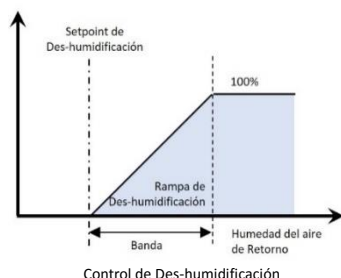 Setpoint de
Des-humidificación
100%
Rampa de
Des-humidificación
Banda
Humedad del aire
de Retorno
Control de Des-humidificación